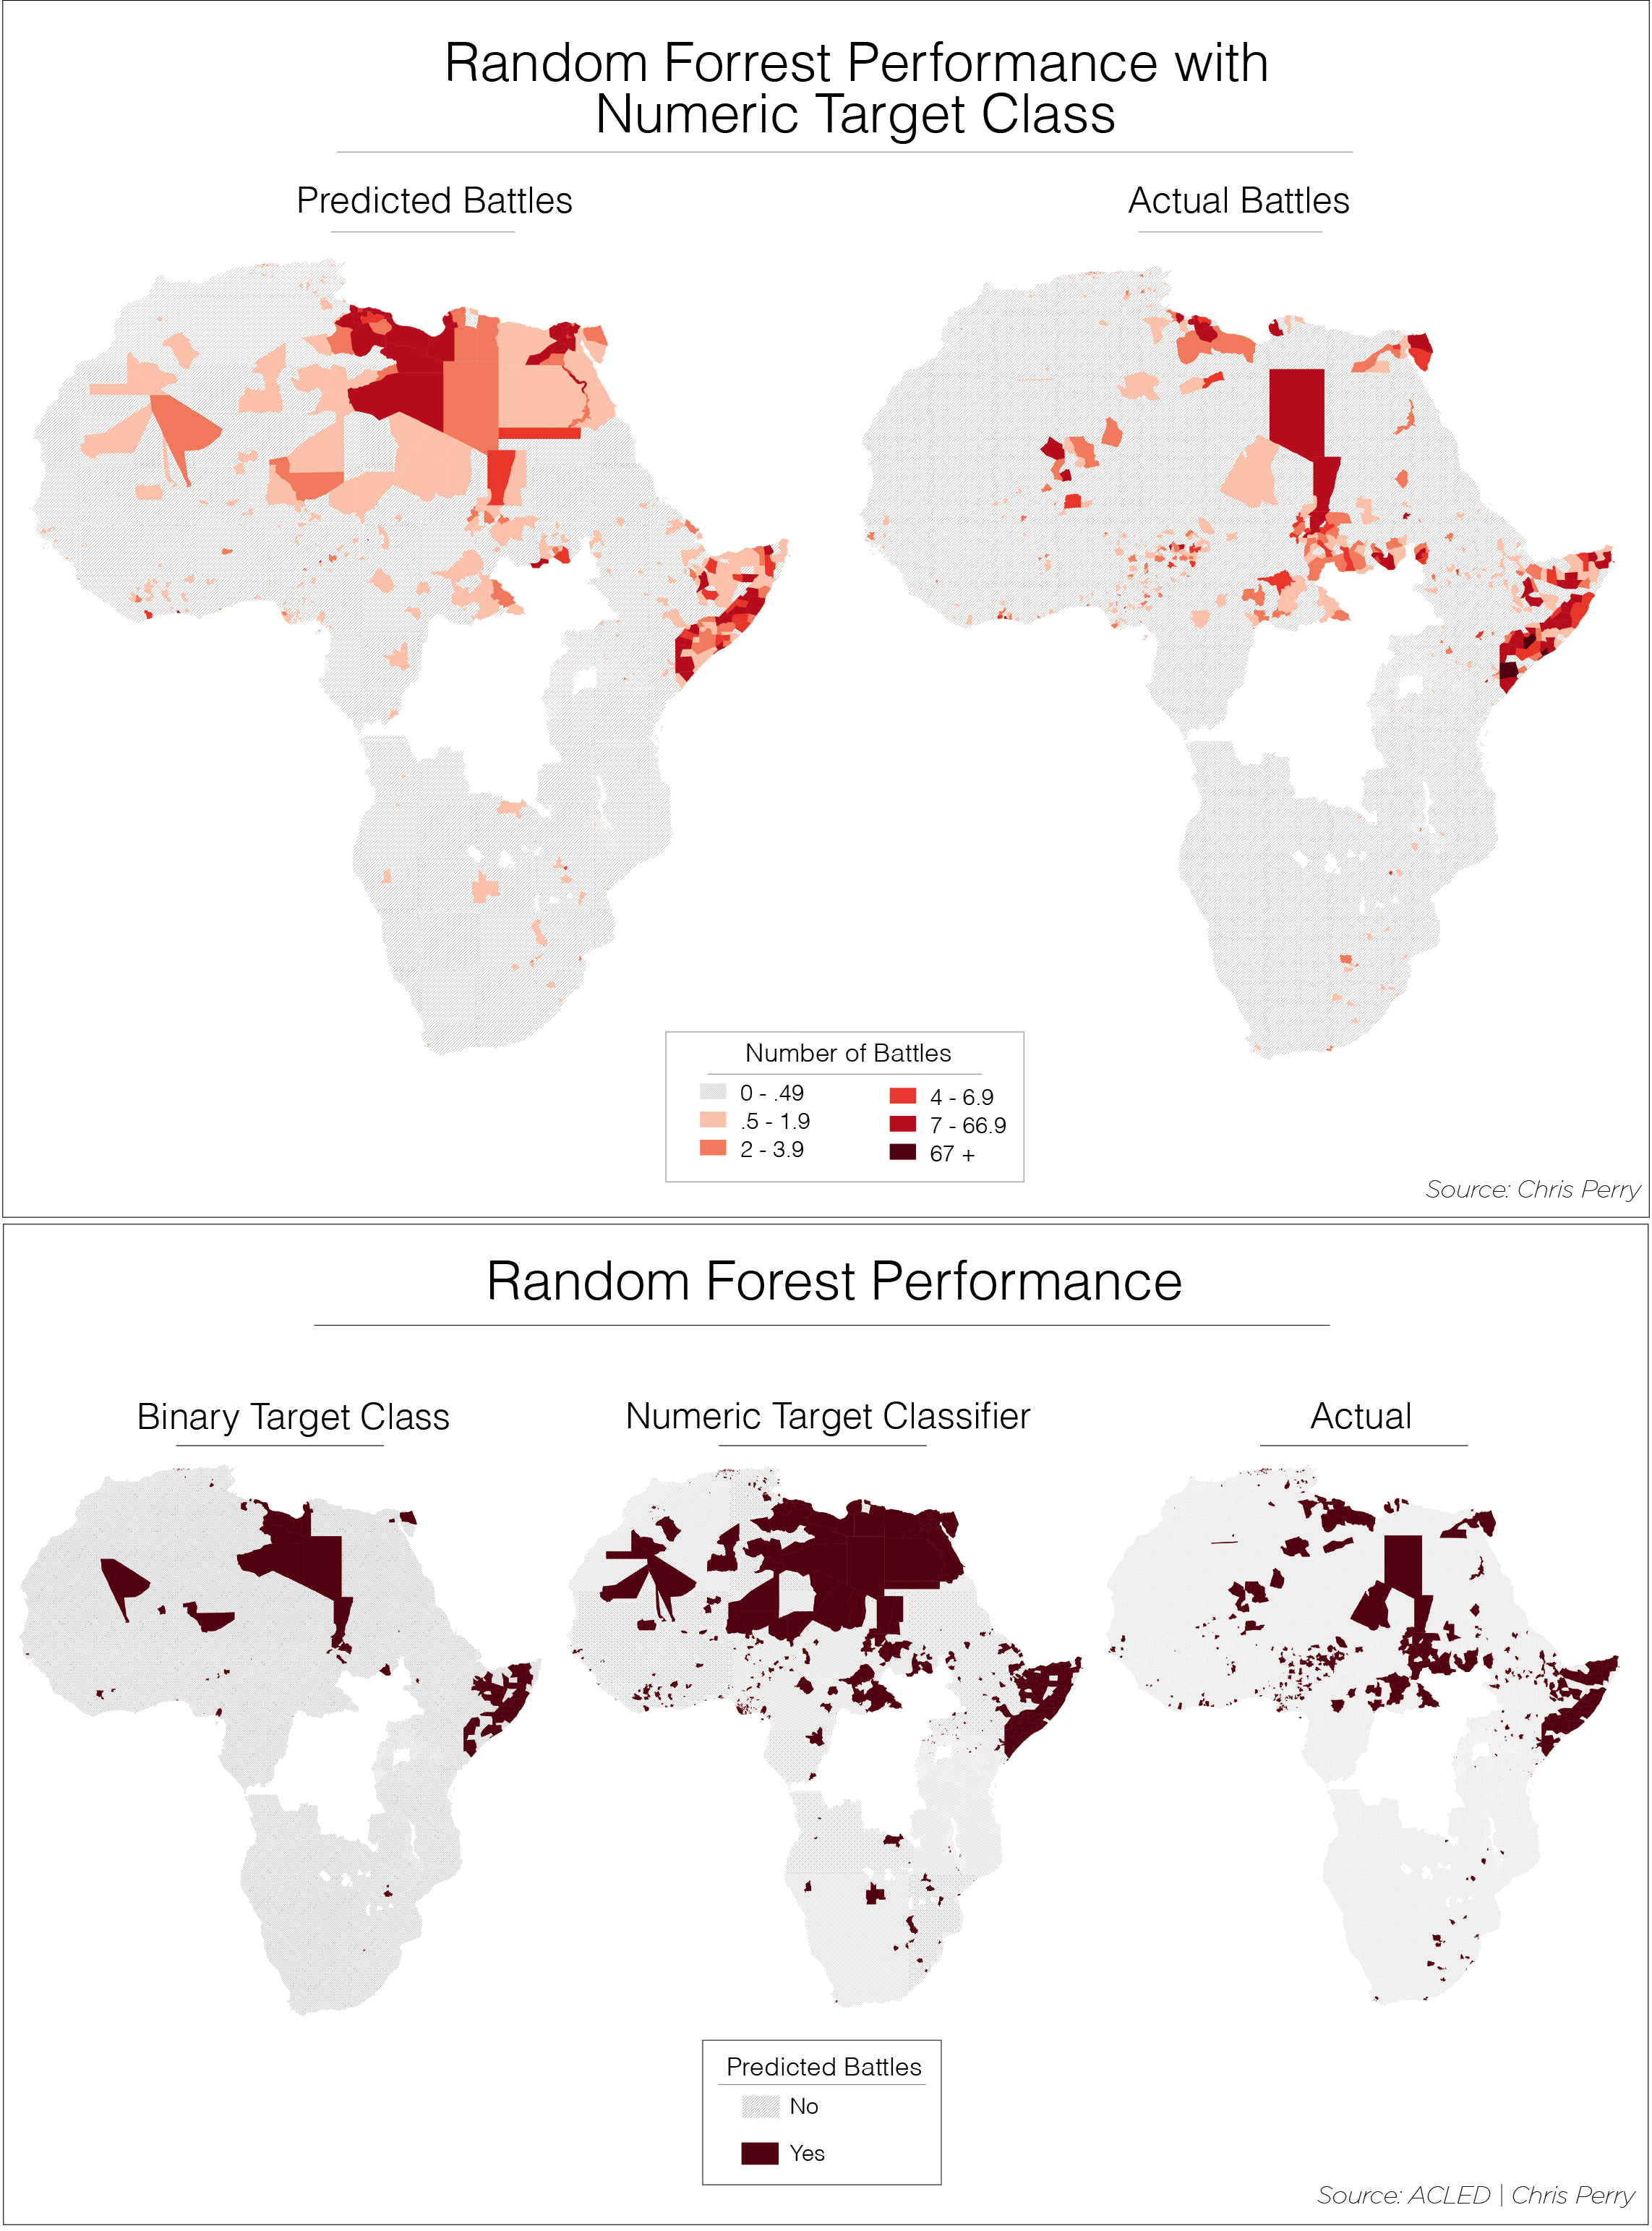 Random Forrest Performance with
Numeric Target Class
Predicted Battles
Actual Battles
Number of Battles
0 - .49
.5 - 1.9
2 - 3.9
4 - 6.9
7 - 66.9
67 +
Source: Chris Perry
Random Forest Performance
Binary Target Class
Numeric Target Classifier
Actual
Predicted Battles
No
Yes
Source: ACLED | Chris Perry